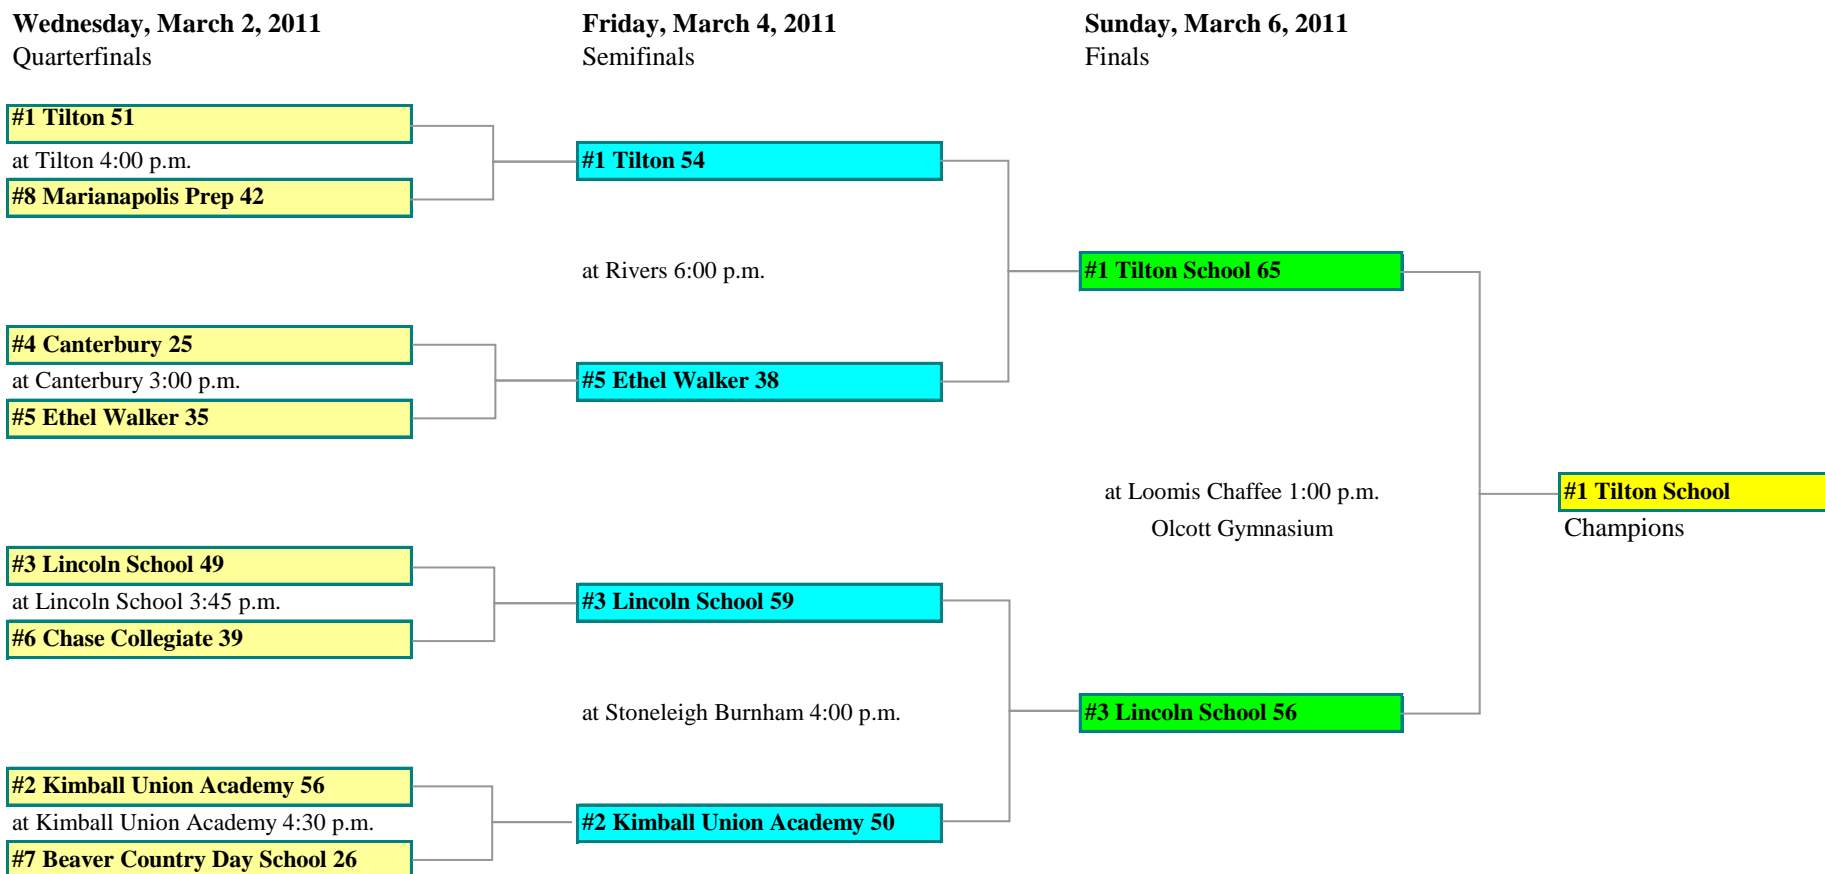 Wednesday, March 2, 2011
Quarterfinals
Friday, March 4, 2011
Semifinals
Sunday, March 6, 2011
Finals
#1 Tilton 51
at Tilton 4:00 p.m.
#8 Marianapolis Prep 42
#4 Canterbury 25
at Canterbury 3:00 p.m.
#5 Ethel Walker 35
#3 Lincoln School 49
at Lincoln School 3:45 p.m.
#6 Chase Collegiate 39
#2 Kimball Union Academy 56
at Kimball Union Academy 4:30 p.m.
#7 Beaver Country Day School 26
#1 Tilton 54
at Rivers 6:00 p.m.
#5 Ethel Walker 38
#3 Lincoln School 59
at Stoneleigh Burnham 4:00 p.m.
#2 Kimball Union Academy 50
#1 Tilton School 65
at Loomis Chaffee 1:00 p.m.
Olcott Gymnasium
#3 Lincoln School 56
#1 Tilton School
Champions